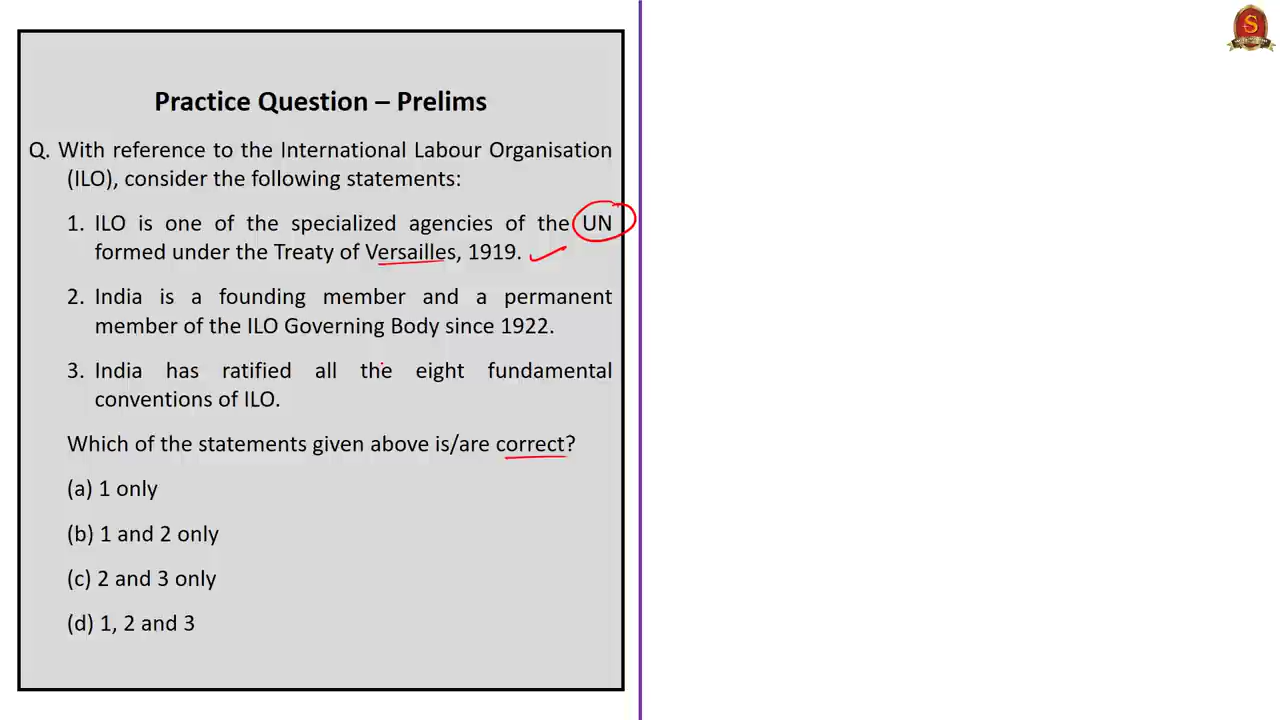 Practice Question – Prelims
Q. With reference to the International Labour Organisation
(ILO), consider the following statements:
1. ILO is one of the specialized agencies of the UN
formed under the Treaty of Versailles, 1919.
2. India is a founding member and a permanent
member of the ILO Governing Body since 1922.
3. India has ratified all the eight fundamental
conventions of ILO.
Which of the statements given above is/are correct?
(a) 1 only
(b) 1 and 2 only
(c) 2 and 3 only
(d) 1, 2 and 3
S